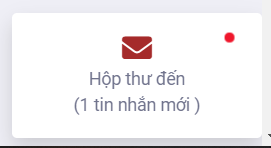 Hộp thư đến
(1 tin nhắn mới )